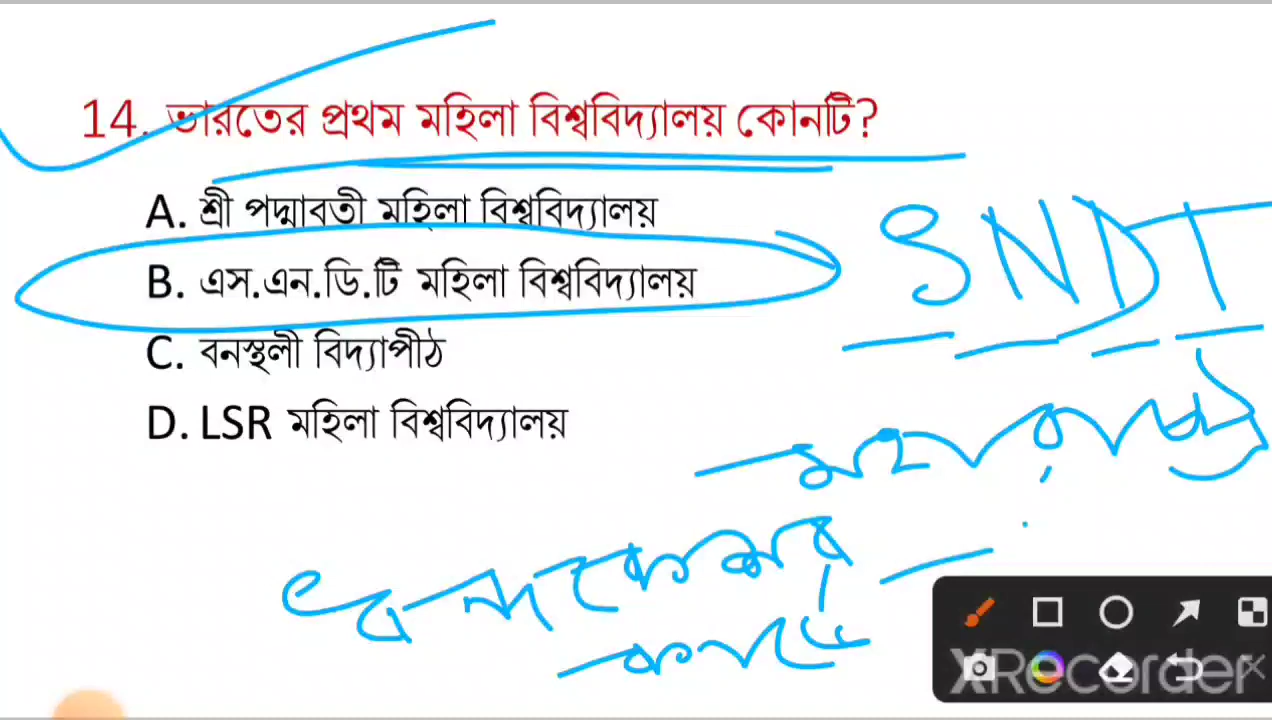 14. ভারতের প্রথম মহিলা বিশ্ববিদ্যালয় কোনটি?
A. শ্রী পদ্মাবতী মহিলা বিশ্ববিদ্যালয়
B. এস.এন.ডি.টি মহিলা বিশ্ববিদ্যালয়
SNDT
C. বনস্থলী বিদ্যাপীঠ
D. LSR মহিলা বিশ্ববিদ্যালয়
মহারাষ্ট্র
XRecorder